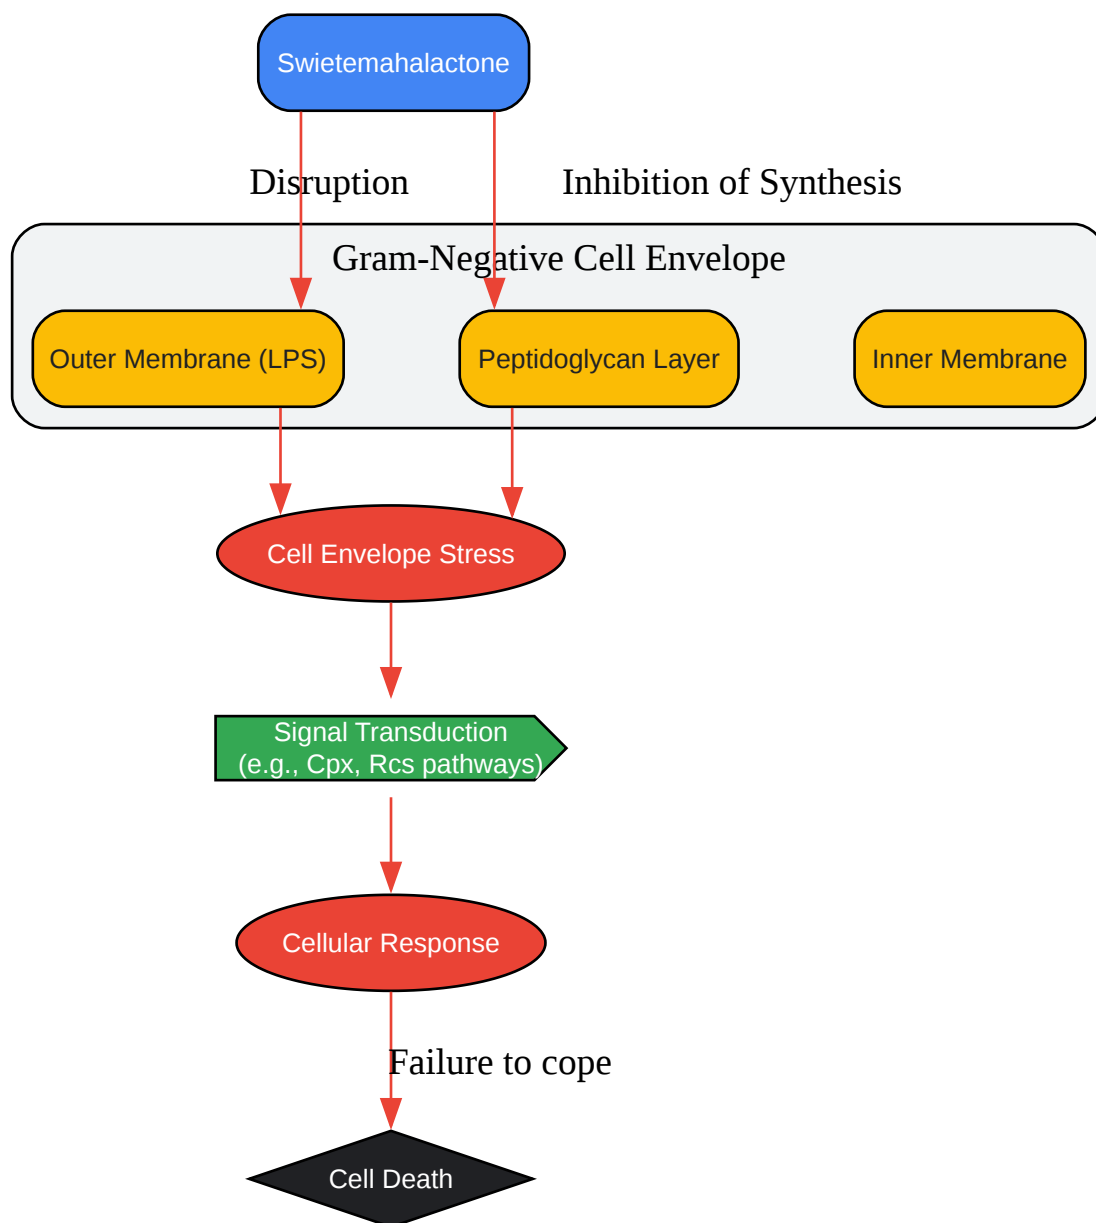 Swietemahalactone
Disruption
Inhibition of Synthesis
Gram-Negative Cell Envelope
Outer Membrane (LPS)
Peptidoglycan Layer
Inner Membrane
Cell Envelope Stress
Signal Transduction
(e.g., Cpx, Rcs pathways)
Cellular Response
Failure to cope
Cell Death